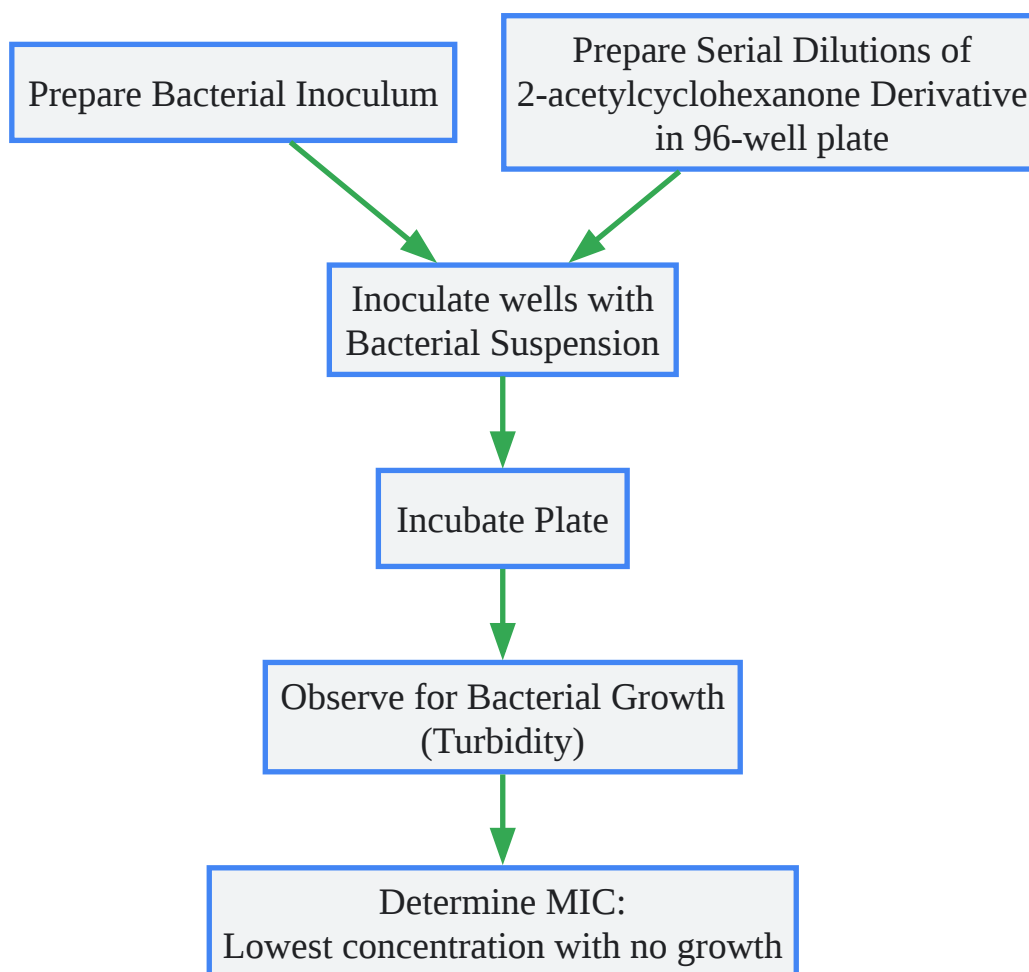 Prepare Bacterial Inoculum
Prepare Serial Dilutions of
2-acetylcyclohexanone Derivative
in 96-well plate
Inoculate wells with
Bacterial Suspension
Incubate Plate
Observe for Bacterial Growth
(Turbidity)
Determine MIC:
Lowest concentration with no growth